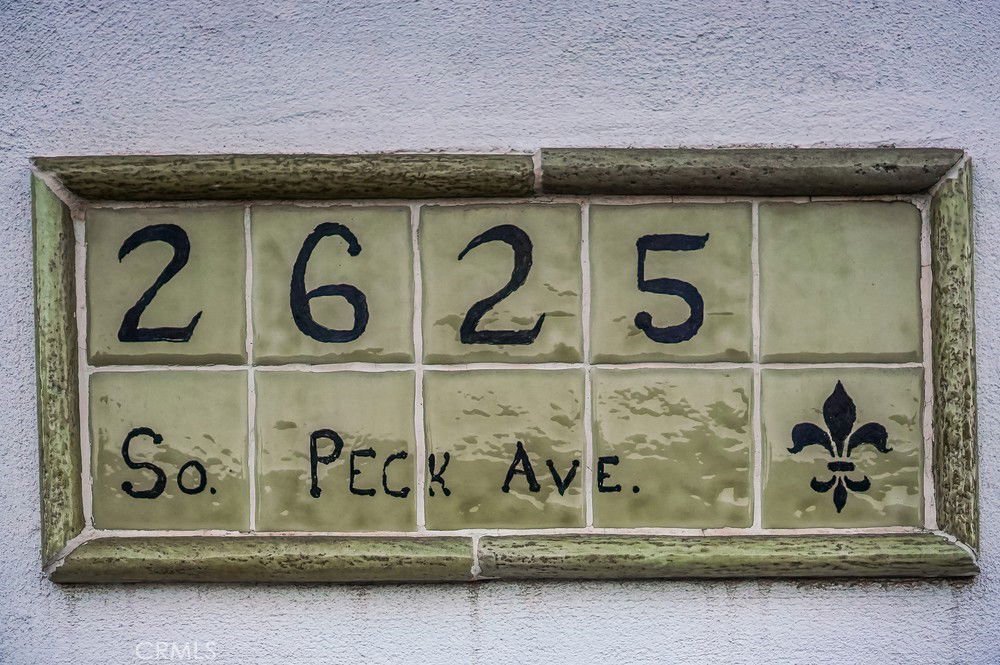 2625
So. Peck Ave.
CRMLS